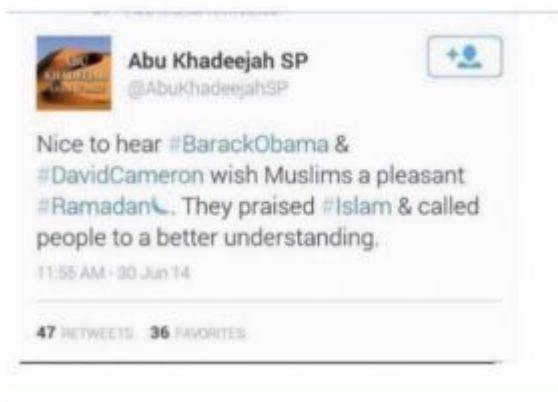 Abu Khadeejah SP
@AbuKhadeejahSP
Nice to hear #BarackObama &
#DavidCameron wish Muslims a pleasant
#Ramadan. They praised #Islam & called
people to a better understanding.
11:55 AM - 30 Jun 14
47 RETWEETS 36 FAVORITES